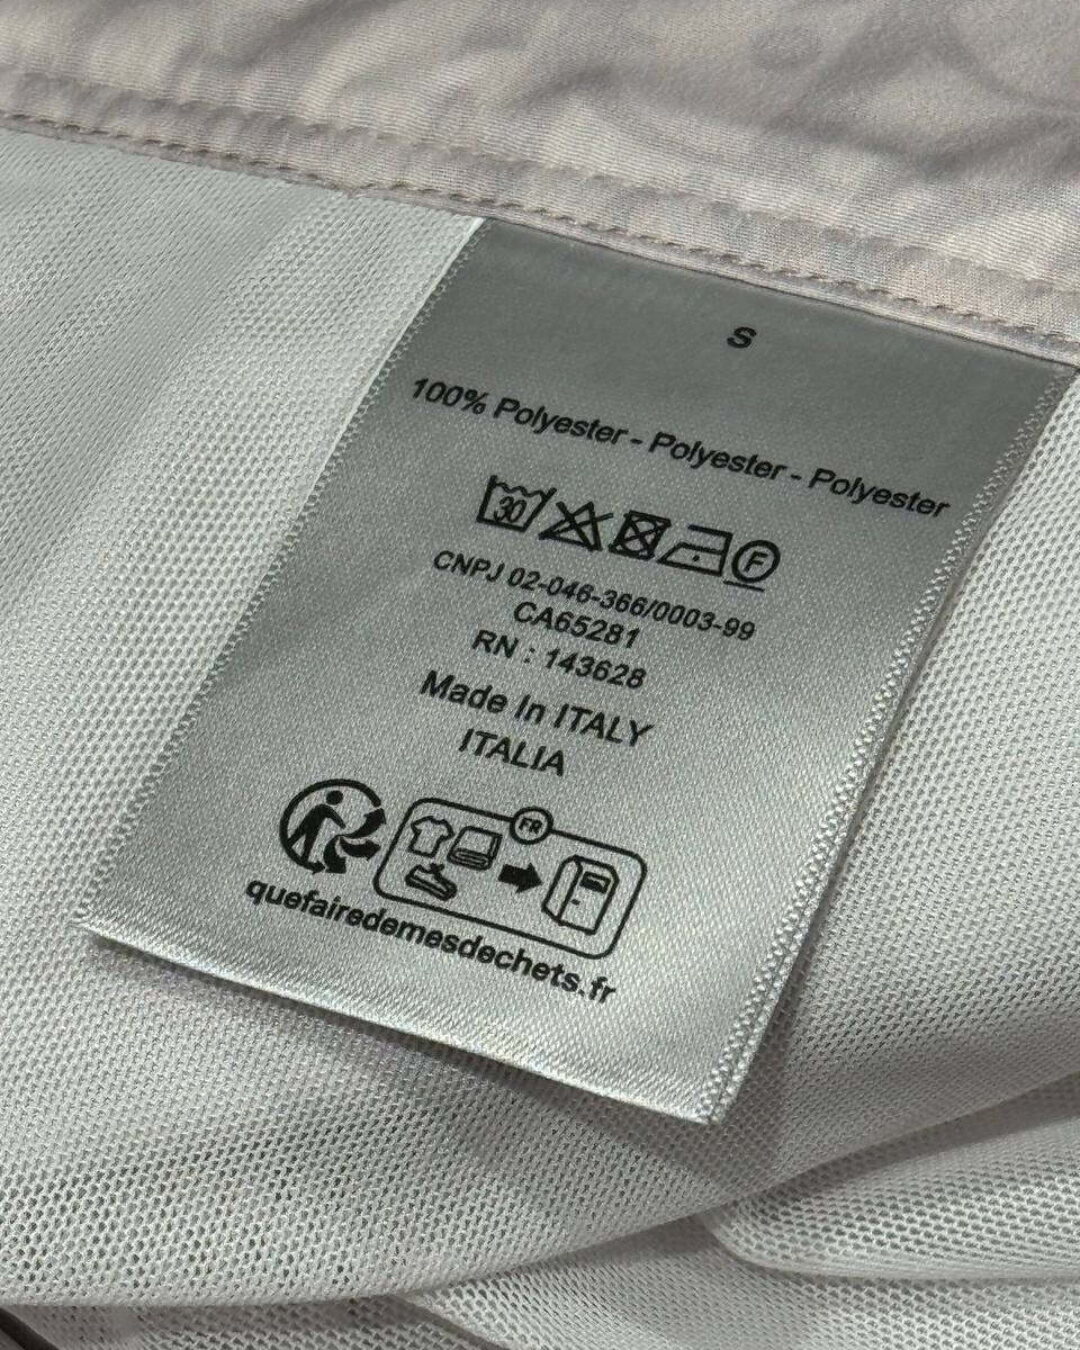 S
100% Polyester - Polyester - Polyester
30 F
CNPJ 02-046-366/0003-99
CA65281
RN : 143628
Made In ITALY
ITALIA
FR
quefairedemesdechets.fr